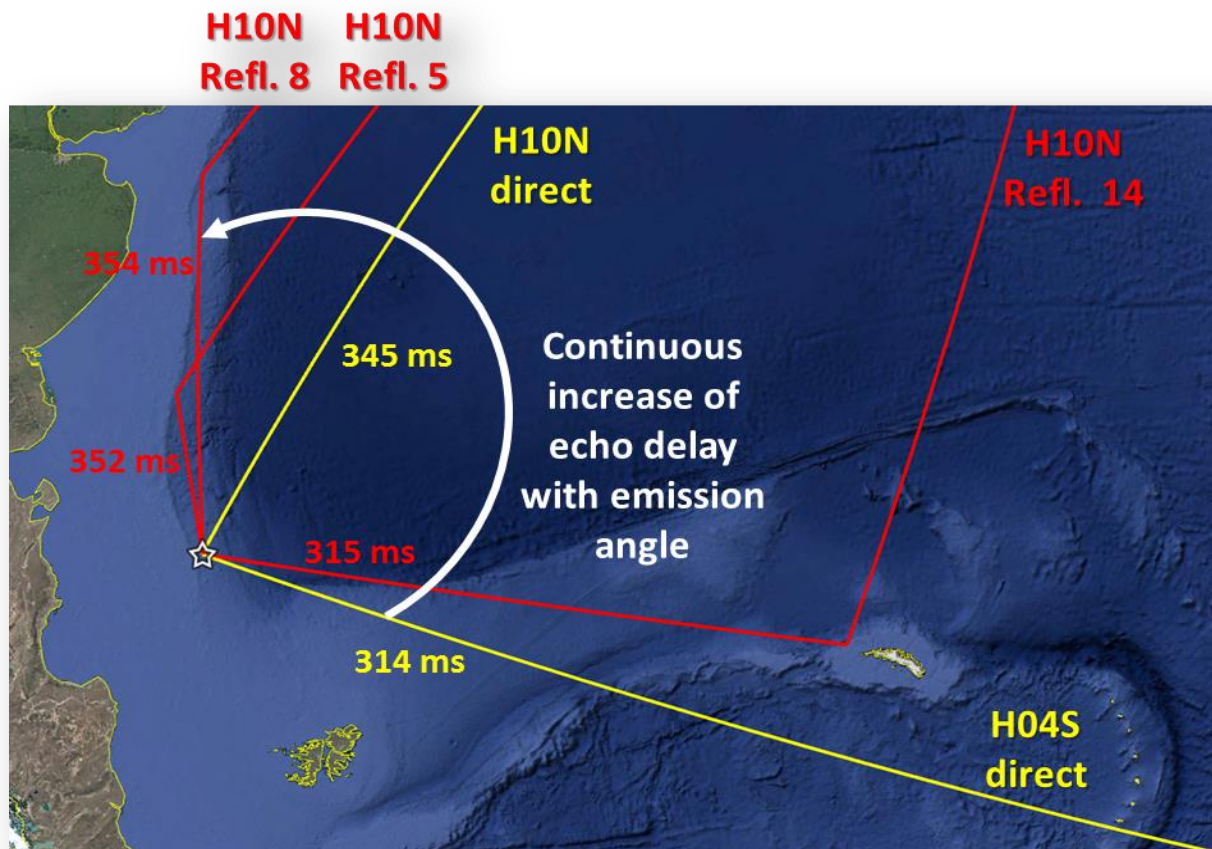 H10N
Refl. 8
H10N
Refl. 5
H10N
direct
H10N
Refl. 14
354 ms
345 ms
352 ms
Continuous
increase of
echo delay
with emission
angle
315 ms
314 ms
H04S
direct